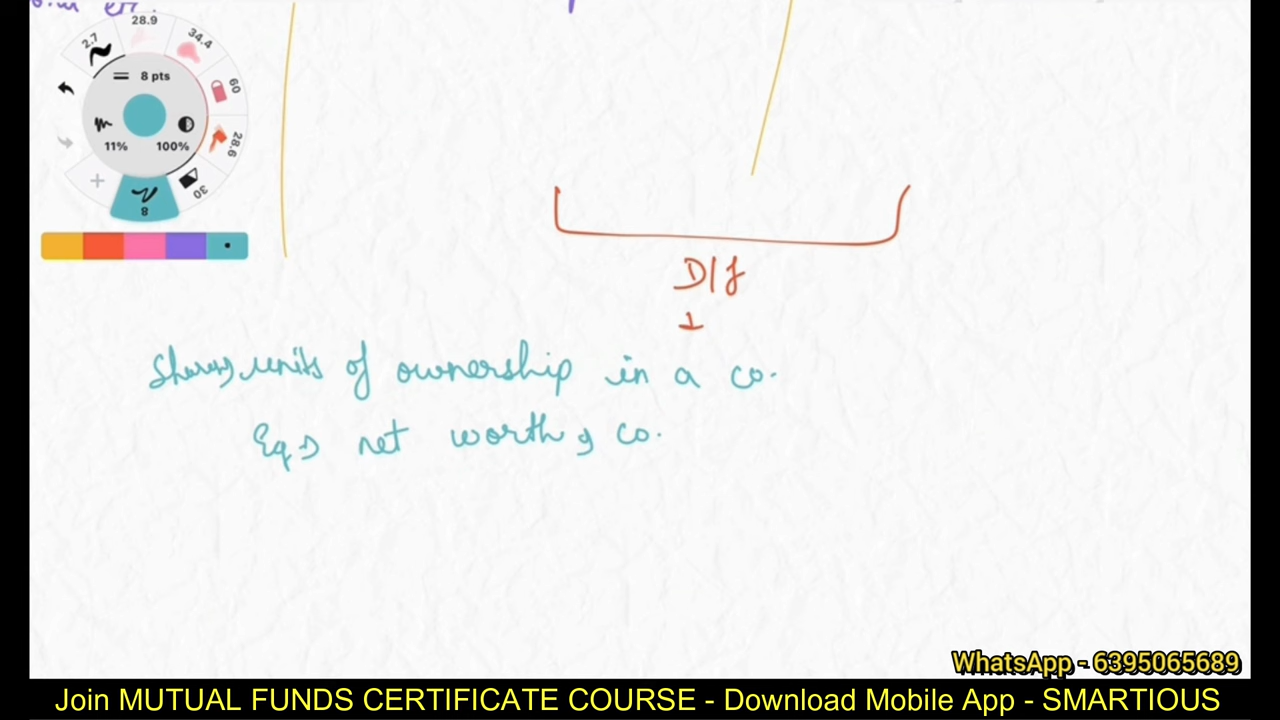 28.9
2.7
34.4
8 pts
60
11% 100%
28.6
30
8
D/f
Shares units of ownership in a co.
Eq → net worth of co.
WhatsApp - 6395065689
Join MUTUAL FUNDS CERTIFICATE COURSE - Download Mobile App - SMARTIOUS